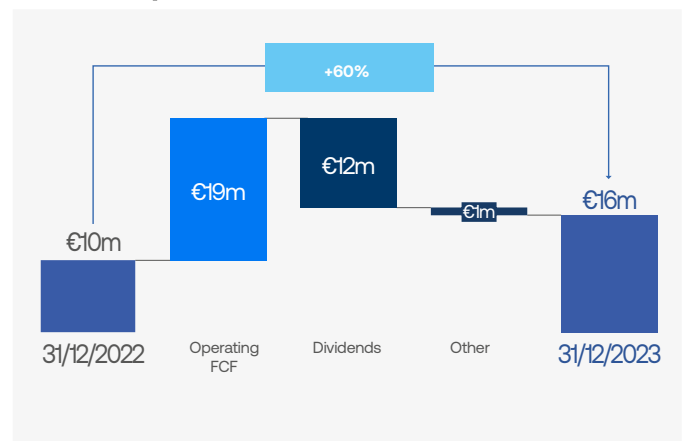 +60%
€10m
€19m
€12m
€1m
€16m
31/12/2022
Operating
FCF
Dividends
Other
31/12/2023